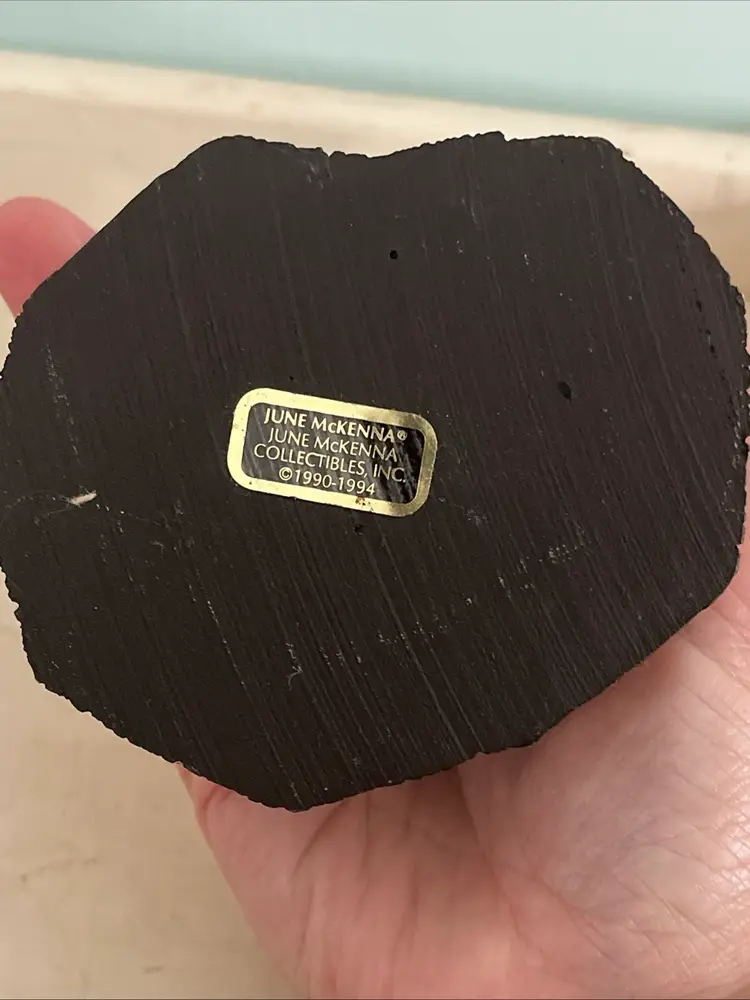 JUNE McKENNA®
JUNE McKENNA
COLLECTIBLES, INC.
©1990-1994